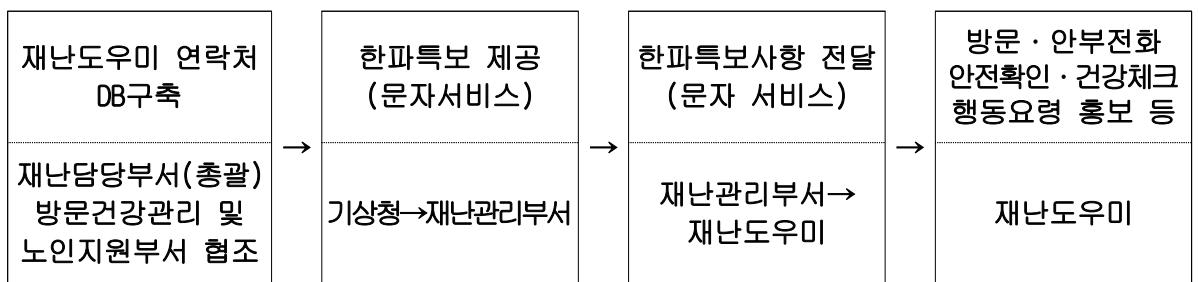 재난도우미 연락처
DB구축
재난담당부서(총괄)
방문건강관리 및
노인지원부서 협조
→
한파특보 제공
(문자서비스)
기상청→재난관리부서
→
한파특보사항 전달
(문자 서비스)
재난관리부서→
재난도우미
→
방문·안부전화
안전확인·건강체크
행동요령 홍보 등
재난도우미